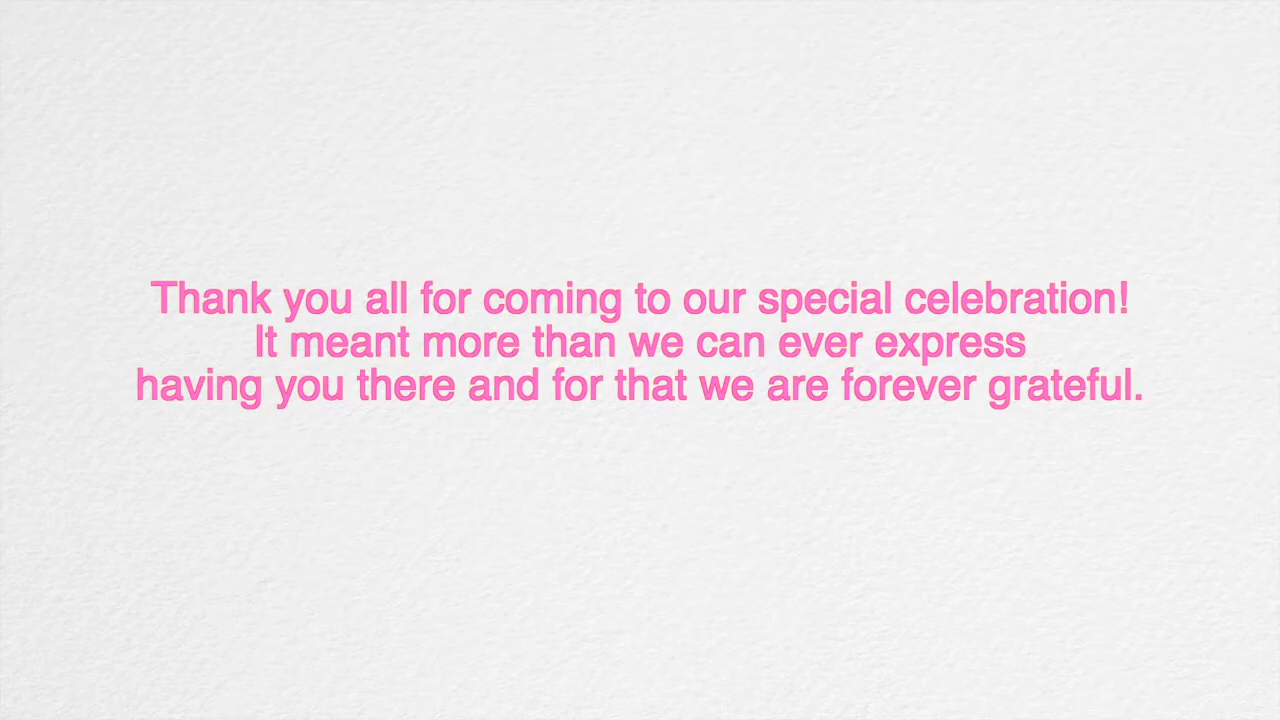 Thank you all for coming to our special celebration!
It meant more than we can ever express
having you there and for that we are forever grateful.